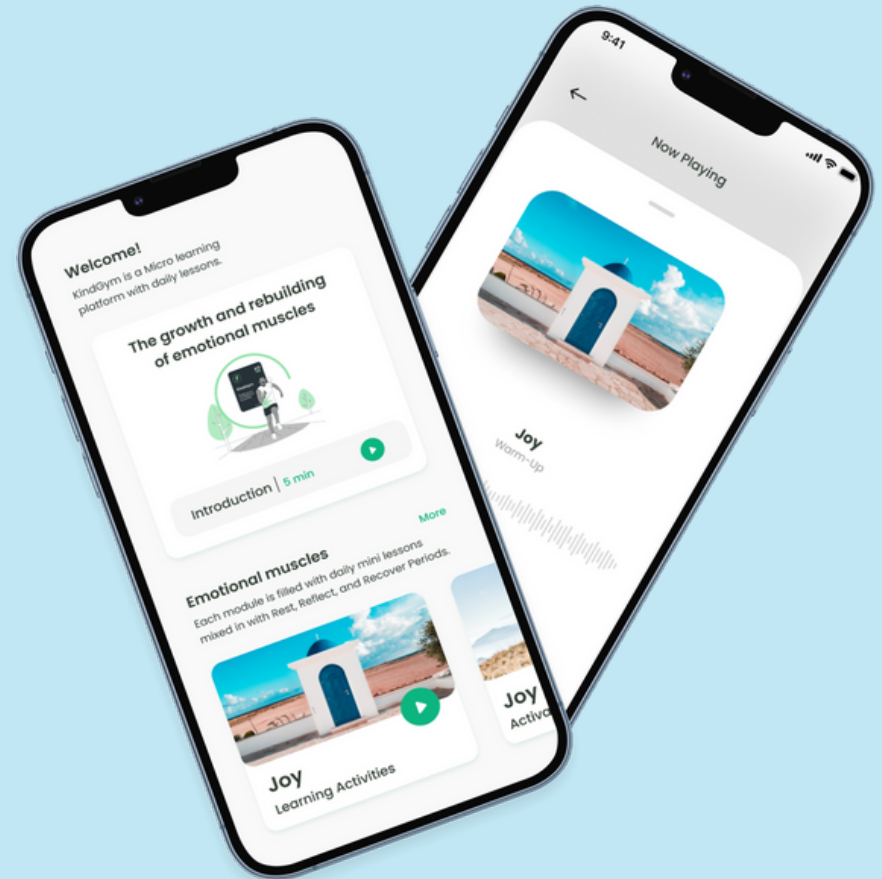 Welcome!
KindGym is a Micro learning
platform with daily lessons.
The growth and rebuilding
of emotional muscles
Introduction | 5 min
More
Emotional muscles
Each module is filled with daily mini lessons
mixed in with Rest, Reflect, and Recover Periods.
Joy
Learning Activities
Joy
9:41
Now Playing
Joy
Warm-Up